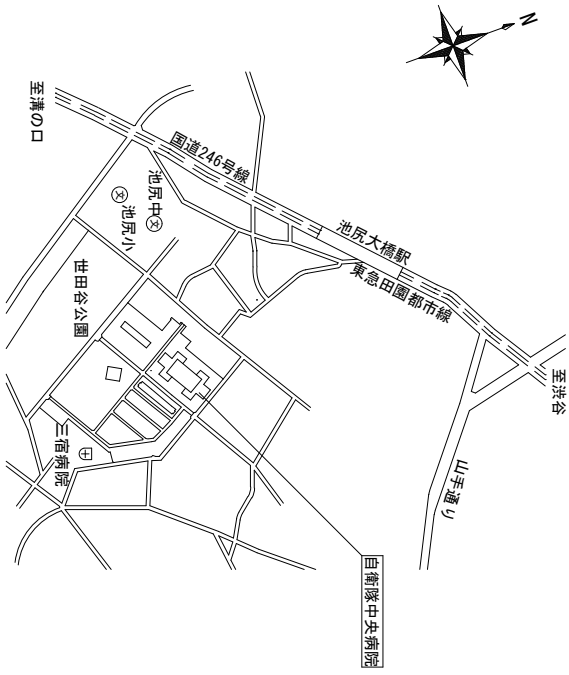 N
至溝の口
国道246号線
池尻中
文
文
池尻小
池尻大橋駅
東急田園都市線
世田谷公園
至渋谷
三宿病院
山手通り
自衛隊中央病院